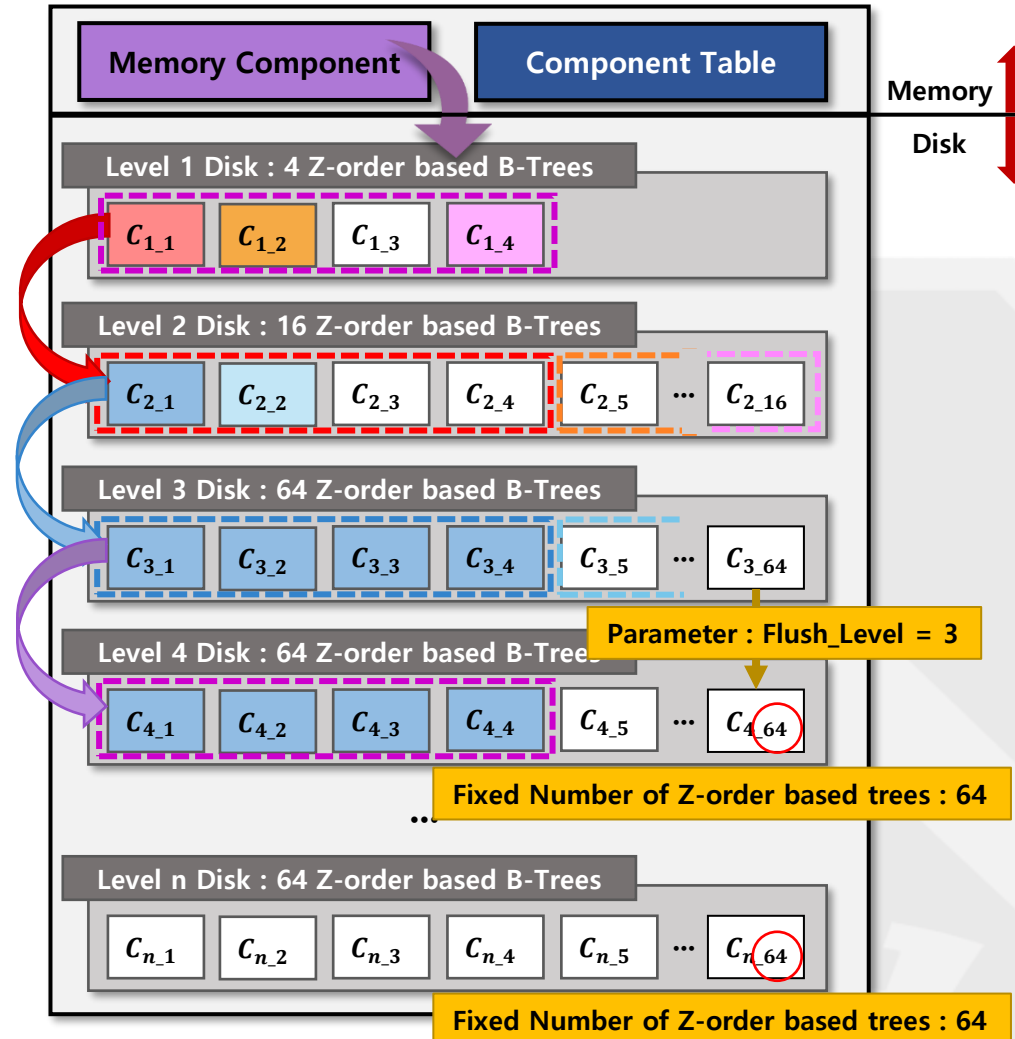 Memory Component
Component Table
Memory
Disk
Level 1 Disk : 4 Z-order based B-Trees
C1_1 C1_2 C1_3 C1_4
Level 2 Disk : 16 Z-order based B-Trees
C2_1 C2_2 C2_3 C2_4 C2_5 ... C2_16
Level 3 Disk : 64 Z-order based B-Trees
C3_1 C3_2 C3_3 C3_4 C3_5 ... C3_64
Parameter : Flush_Level = 3
Level 4 Disk : 64 Z-order based B-Trees
C4_1 C4_2 C4_3 C4_4 C4_5 ... C4_64
Fixed Number of Z-order based trees : 64
...
Level n Disk : 64 Z-order based B-Trees
Cn_1 Cn_2 Cn_3 Cn_4 Cn_5 ... Cn_64
Fixed Number of Z-order based trees : 64